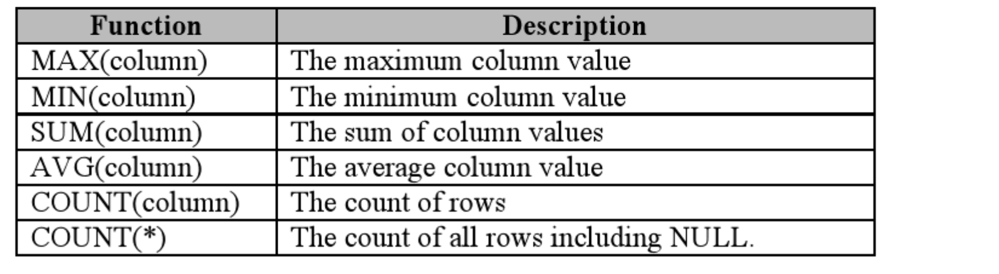 Function Description
MAX(column) The maximum column value
MIN(column) The minimum column value
SUM(column) The sum of column values
AVG(column) The average column value
COUNT(column) The count of rows
COUNT(*) The count of all rows including NULL.